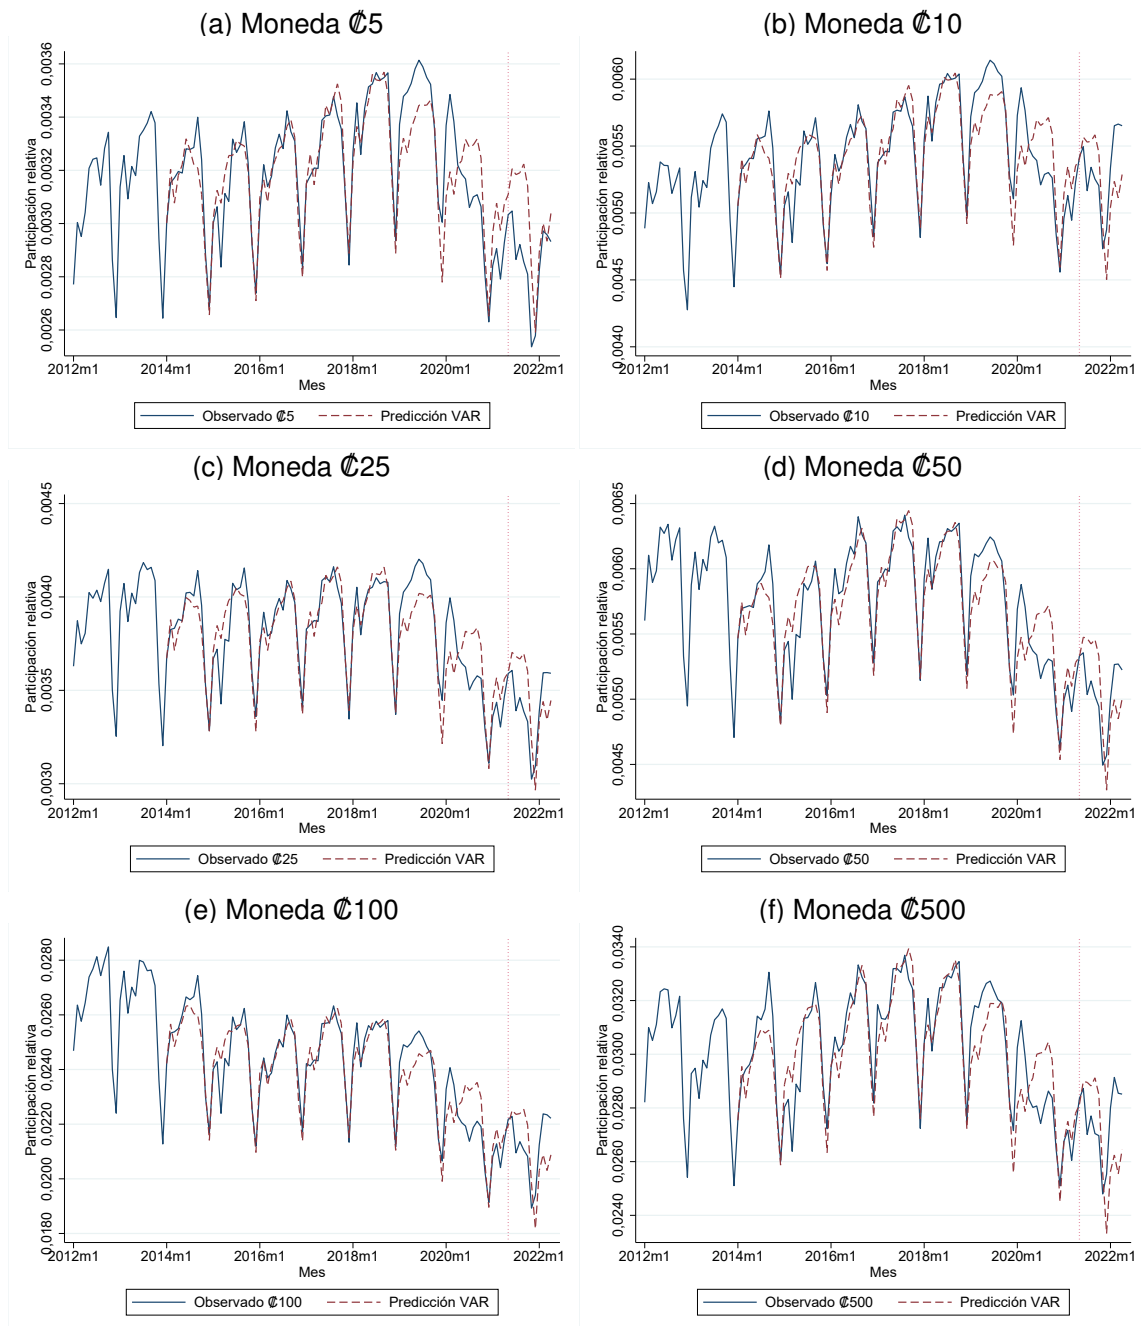 (a) Moneda ₡5
Participación relativa
0,0036
0,0034
0,0032
0,0030
0,0028
0,0026
2012m1 2014m1 2016m1 2018m1 2020m1 2022m1
Mes
Observado ₡5 Predicción VAR
(b) Moneda ₡10
Participación relativa
0,0060
0,0055
0,0050
0,0045
0,0040
2012m1 2014m1 2016m1 2018m1 2020m1 2022m1
Mes
Observado ₡10 Predicción VAR
(c) Moneda ₡25
Participación relativa
0,0045
0,0040
0,0035
0,0030
2012m1 2014m1 2016m1 2018m1 2020m1 2022m1
Mes
Observado ₡25 Predicción VAR
(d) Moneda ₡50
Participación relativa
0,0065
0,0060
0,0055
0,0050
0,0045
2012m1 2014m1 2016m1 2018m1 2020m1 2022m1
Mes
Observado ₡50 Predicción VAR
(e) Moneda ₡100
Participación relativa
0,0280
0,0260
0,0240
0,0220
0,0200
0,0180
2012m1 2014m1 2016m1 2018m1 2020m1 2022m1
Mes
Observado ₡100 Predicción VAR
(f) Moneda ₡500
Participación relativa
0,0340
0,0320
0,0300
0,0280
0,0260
0,0240
2012m1 2014m1 2016m1 2018m1 2020m1 2022m1
Mes
Observado ₡500 Predicción VAR